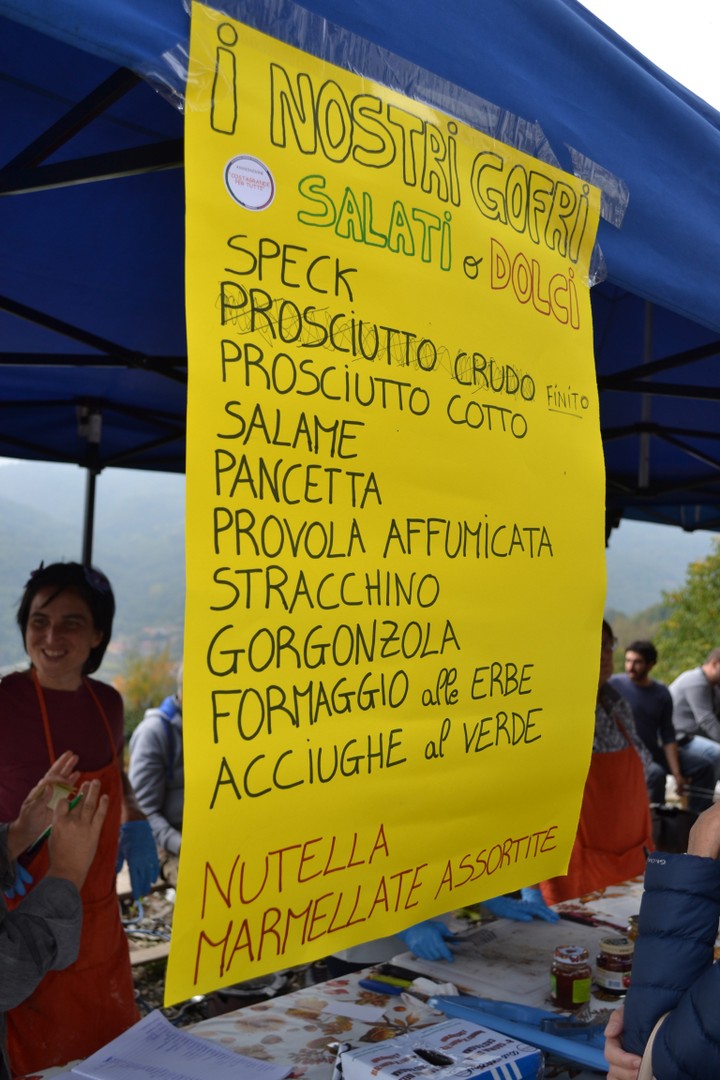 i NOSTRi GOFRi
SALATi o DOLCi
SPECK
PROSCIUTTO CRUDO FINITO
PROSCIUTTO COTTO
SALAME
PANCETTA
PROVOLA AFFUMICATA
STRACCHINO
GORGONZOLA
FORMAGGIO alle ERBE
ACCIUGHE al VERDE
NUTELLA
MARMELLATE ASSORTITE